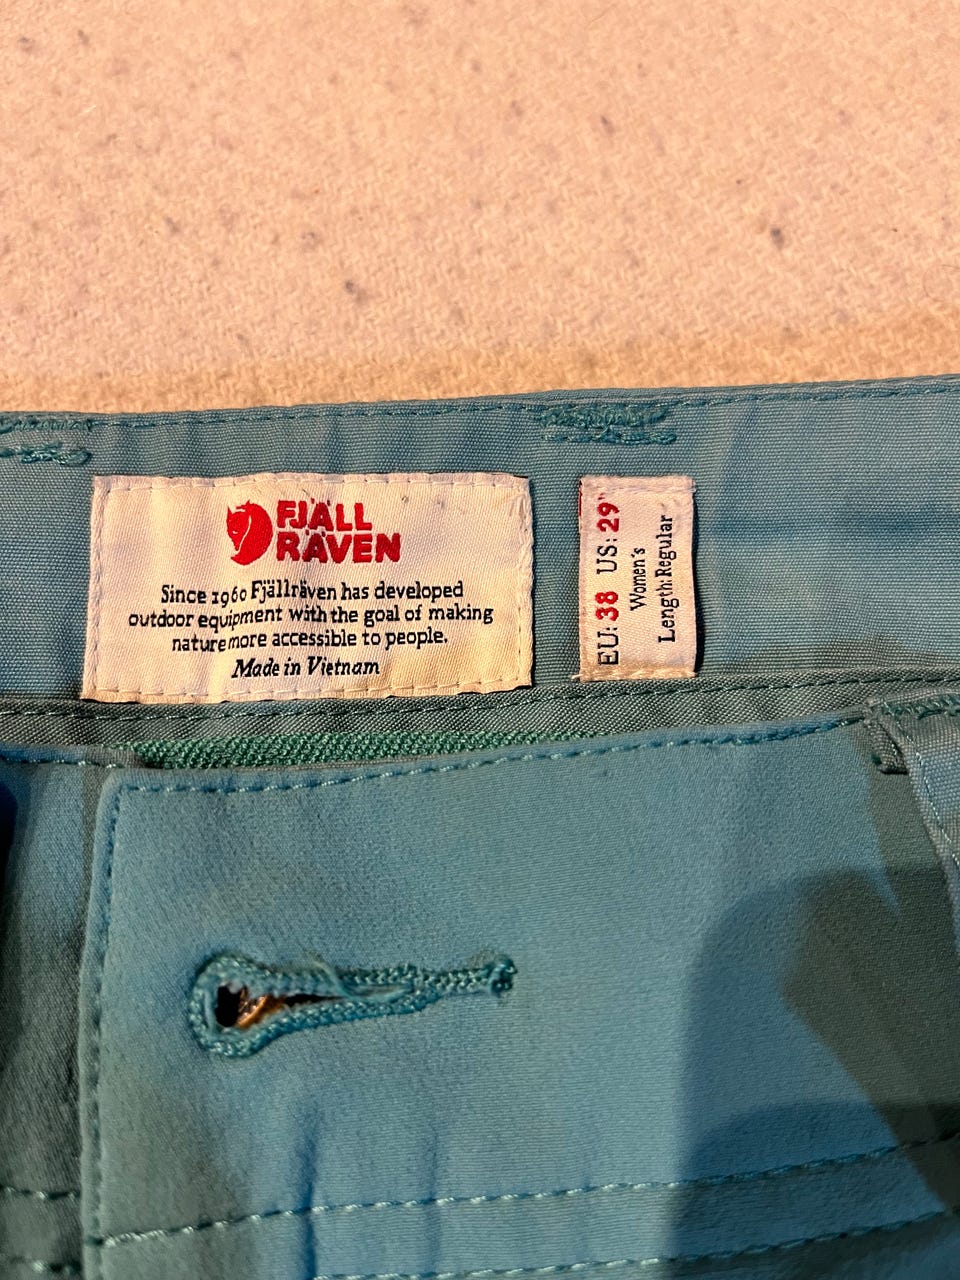 FJÄLL
RÄVEN
Since 1960 Fjällräven has developed
outdoor equipment with the goal of making
nature more accessible to people.
Made in Vietnam
EU: 38 US: 29"
Women's
Length: Regular